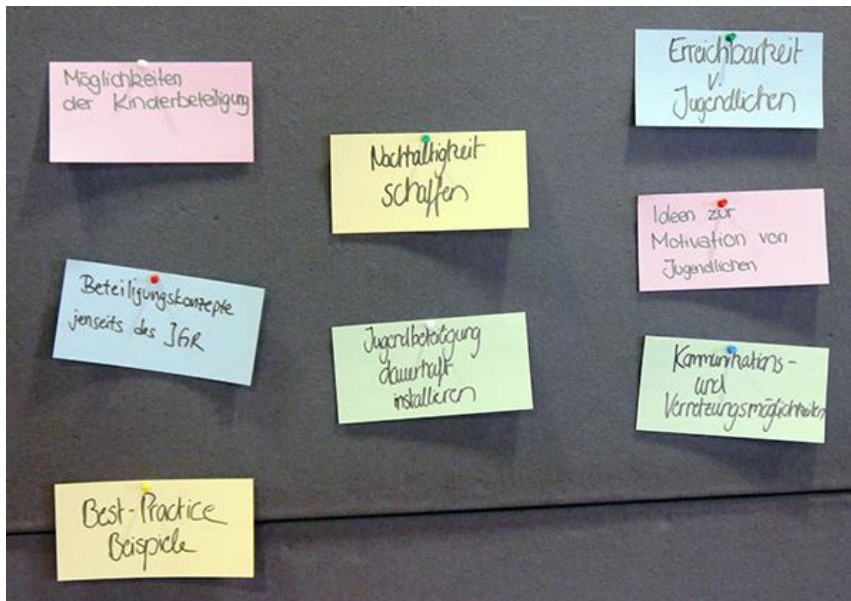 Möglichkeiten
der Kinderbeteiligung
Beteiligungskonzepte
jenseits des JGR
Best-Practice
Beispiele
Nachhaltigkeit
schaffen
Jugendbeteiligung
dauerhaft
installieren
Erreichbarkeit
v.
Jugendlichen
Ideen zur
Motivation von
Jugendlichen
Kommunikations-
und
Vernetzungsmöglichkeiten